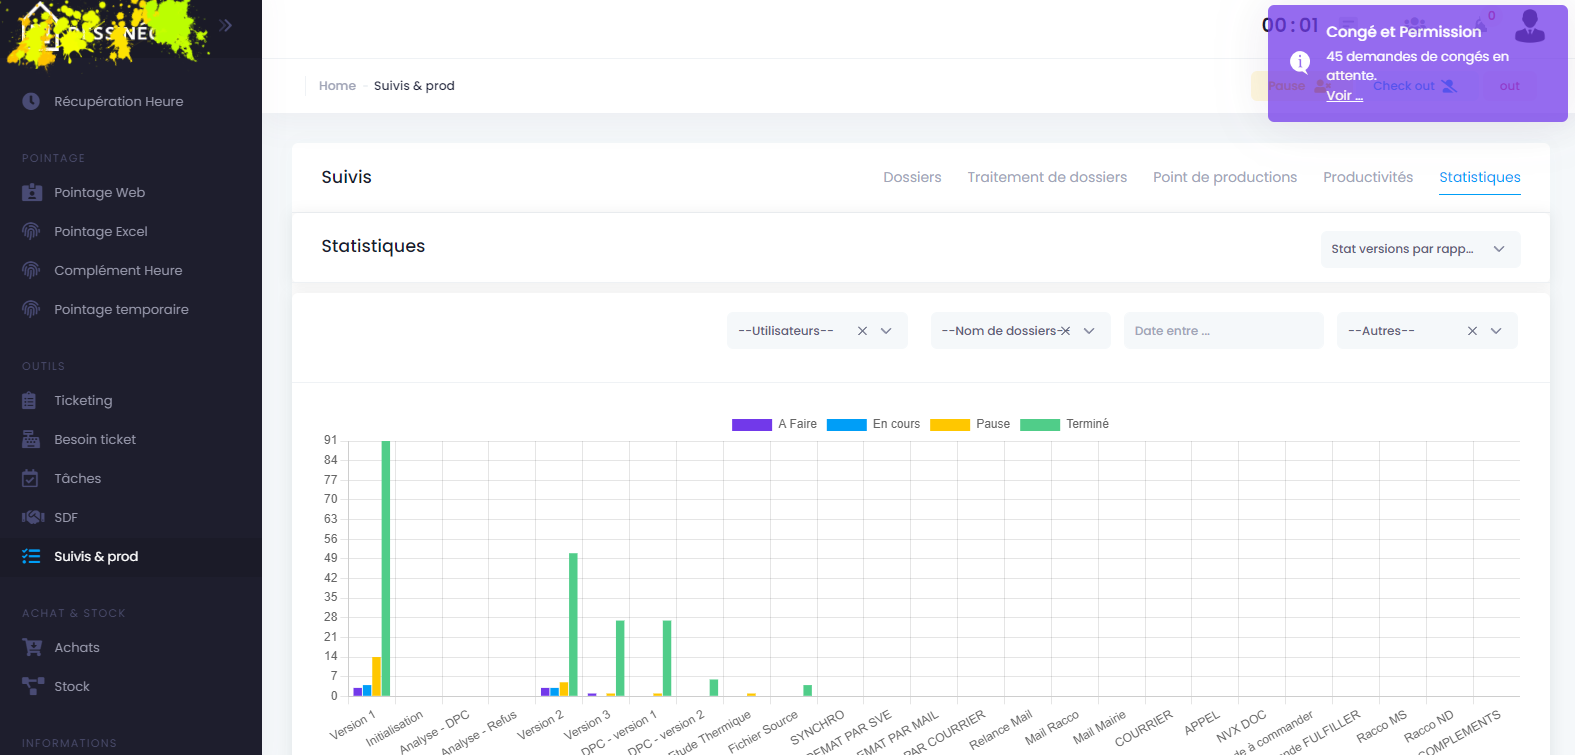 00:01
0
Congé et Permission
45 demandes de congés en
attente.
Voir ...
Home - Suivis & prod
Pause
Check out
out
Récupération Heure
POINTAGE
Pointage Web
Pointage Excel
Complément Heure
Pointage temporaire
OUTILS
Ticketing
Besoin ticket
Tâches
SDF
Suivis & prod
ACHAT & STOCK
Achats
Stock
INFORMATIONS
Suivis
Dossiers
Traitement de dossiers
Point de productions
Productivités
Statistiques
Statistiques
Stat versions par rapp...
--Utilisateurs--
--Nom de dossiers--
Date entre ...
--Autres--
A Faire
En cours
Pause
Terminé
91
84
77
70
63
56
49
42
35
28
21
14
7
0
Version 1
Initialisation
Analyse - DPC
Analyse - Refus
Version 2
Version 3
DPC - version 1
DPC - version 2
Etude Thermique
Fichier Source
SYNCHRO
PAR SVE
PAR MAIL
PAR COURRIER
Relance Mail
Mail Racco
Mail Mairie
COURRIER
APPEL
NVX DOC
à commander
FULFILLER
Racco MS
Racco ND
COMPLEMENTS